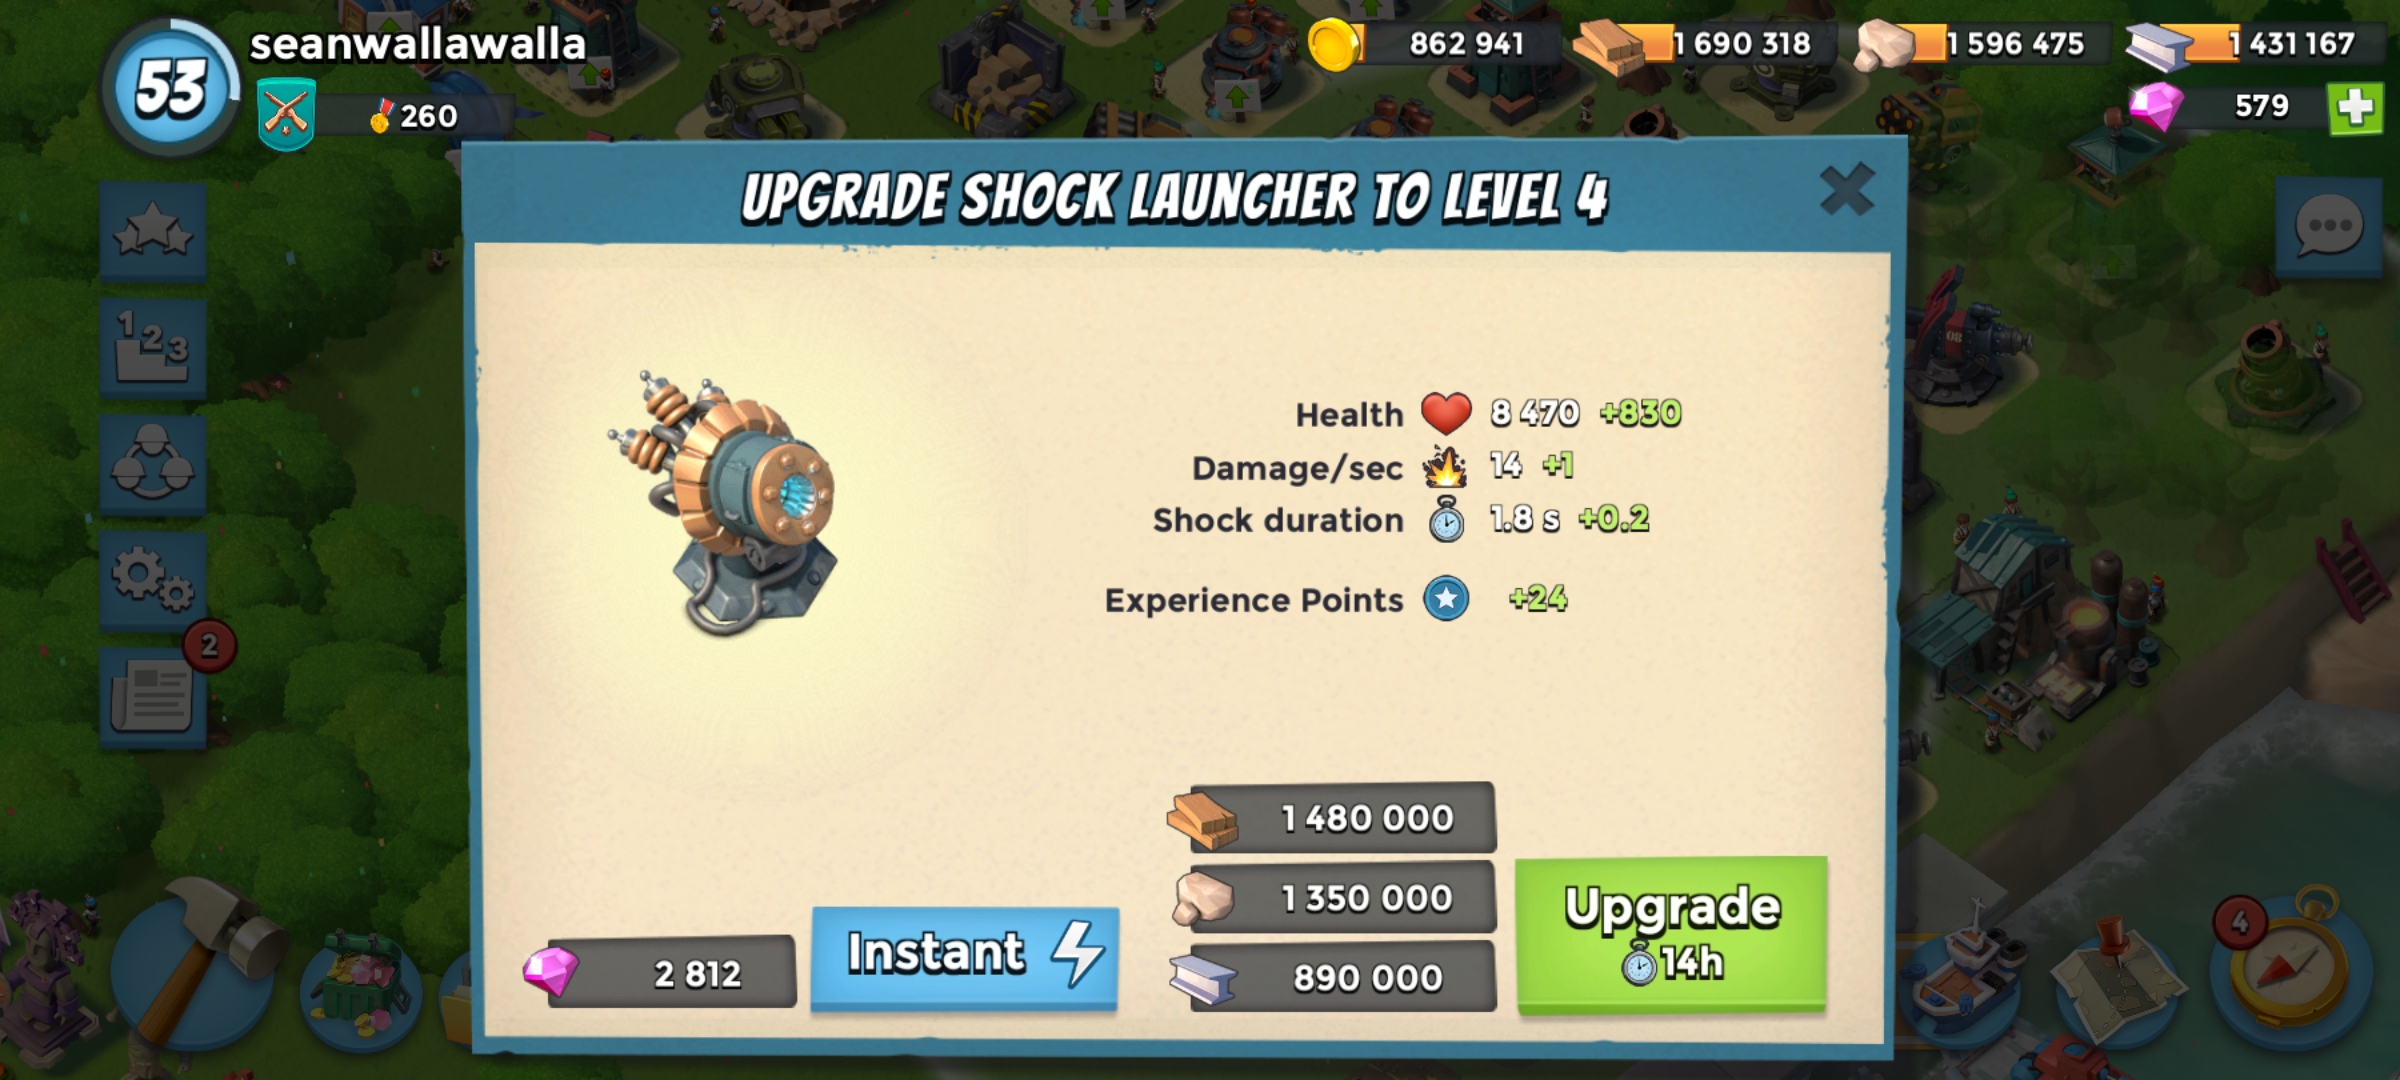 53
seanwallawalla
260
862 941
1 690 318
1 596 475
1 431 167
579
UPGRADE SHOCK LAUNCHER TO LEVEL 4
1 2 3
2
08
Health 8 470 +830
Damage/sec 14 +1
Shock duration 1.8 s +0.2
Experience Points +24
2 812
Instant
1 480 000
1 350 000
890 000
Upgrade
14h
4